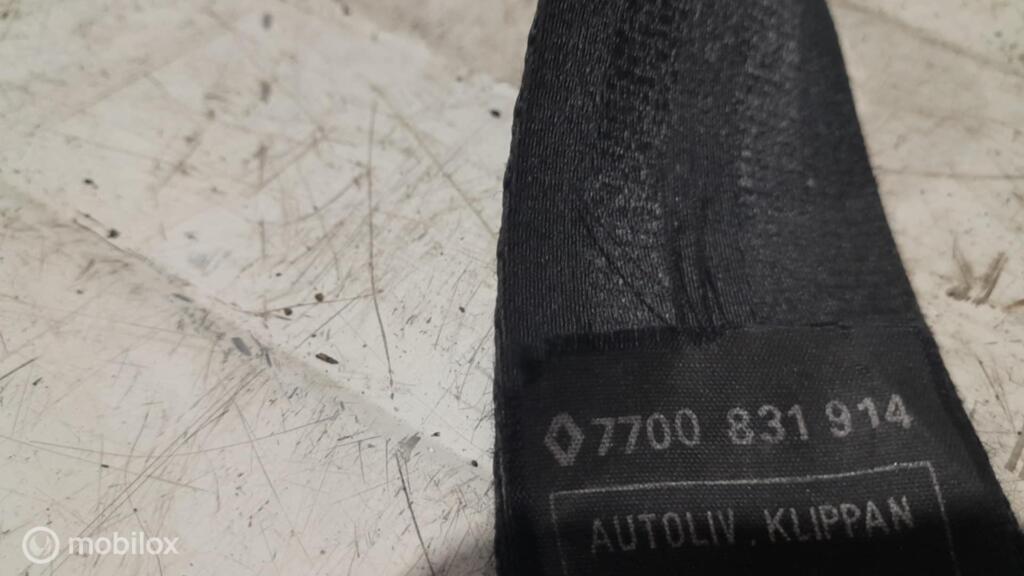 7700 831 914
AUTOLIV . KLIPPAN
mobilox